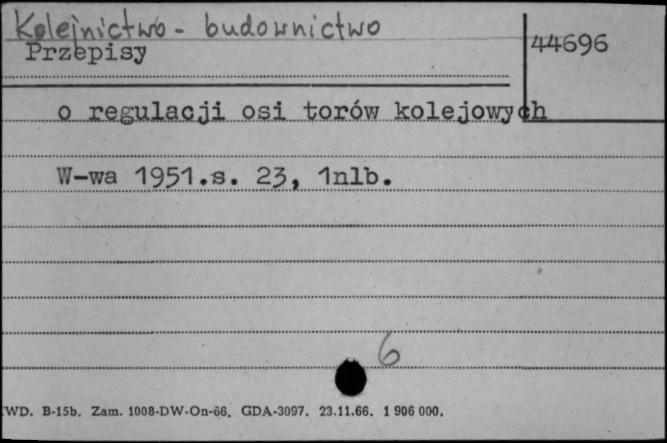 Kolejnictwo - budownictwo
Przepisy
44696
o regulacji osi torów kolejowych
W-wa 1951.s. 23, 1nlb.
6
WD. B-15b. Zam. 1008-DW-On-66. GDA-3097. 23.11.66. 1 906 000.